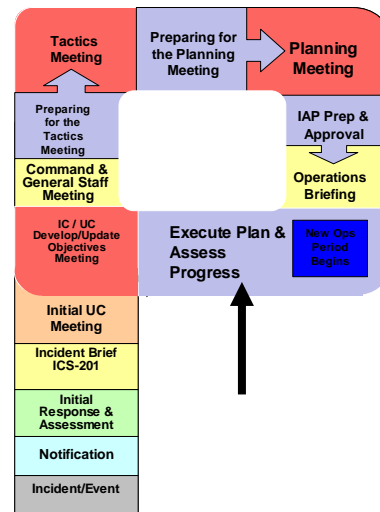 Tactics
Meeting
Preparing for
the Planning
Meeting
Planning
Meeting
Preparing
for the
Tactics
Meeting
IAP Prep &
Approval
Command &
General Staff
Meeting
Operations
Briefing
IC / UC
Develop/Update
Objectives
Meeting
Execute Plan &
Assess
Progress
New Ops
Period
Begins
Initial UC
Meeting
Incident Brief
ICS-201
Initial
Response &
Assessment
Notification
Incident/Event